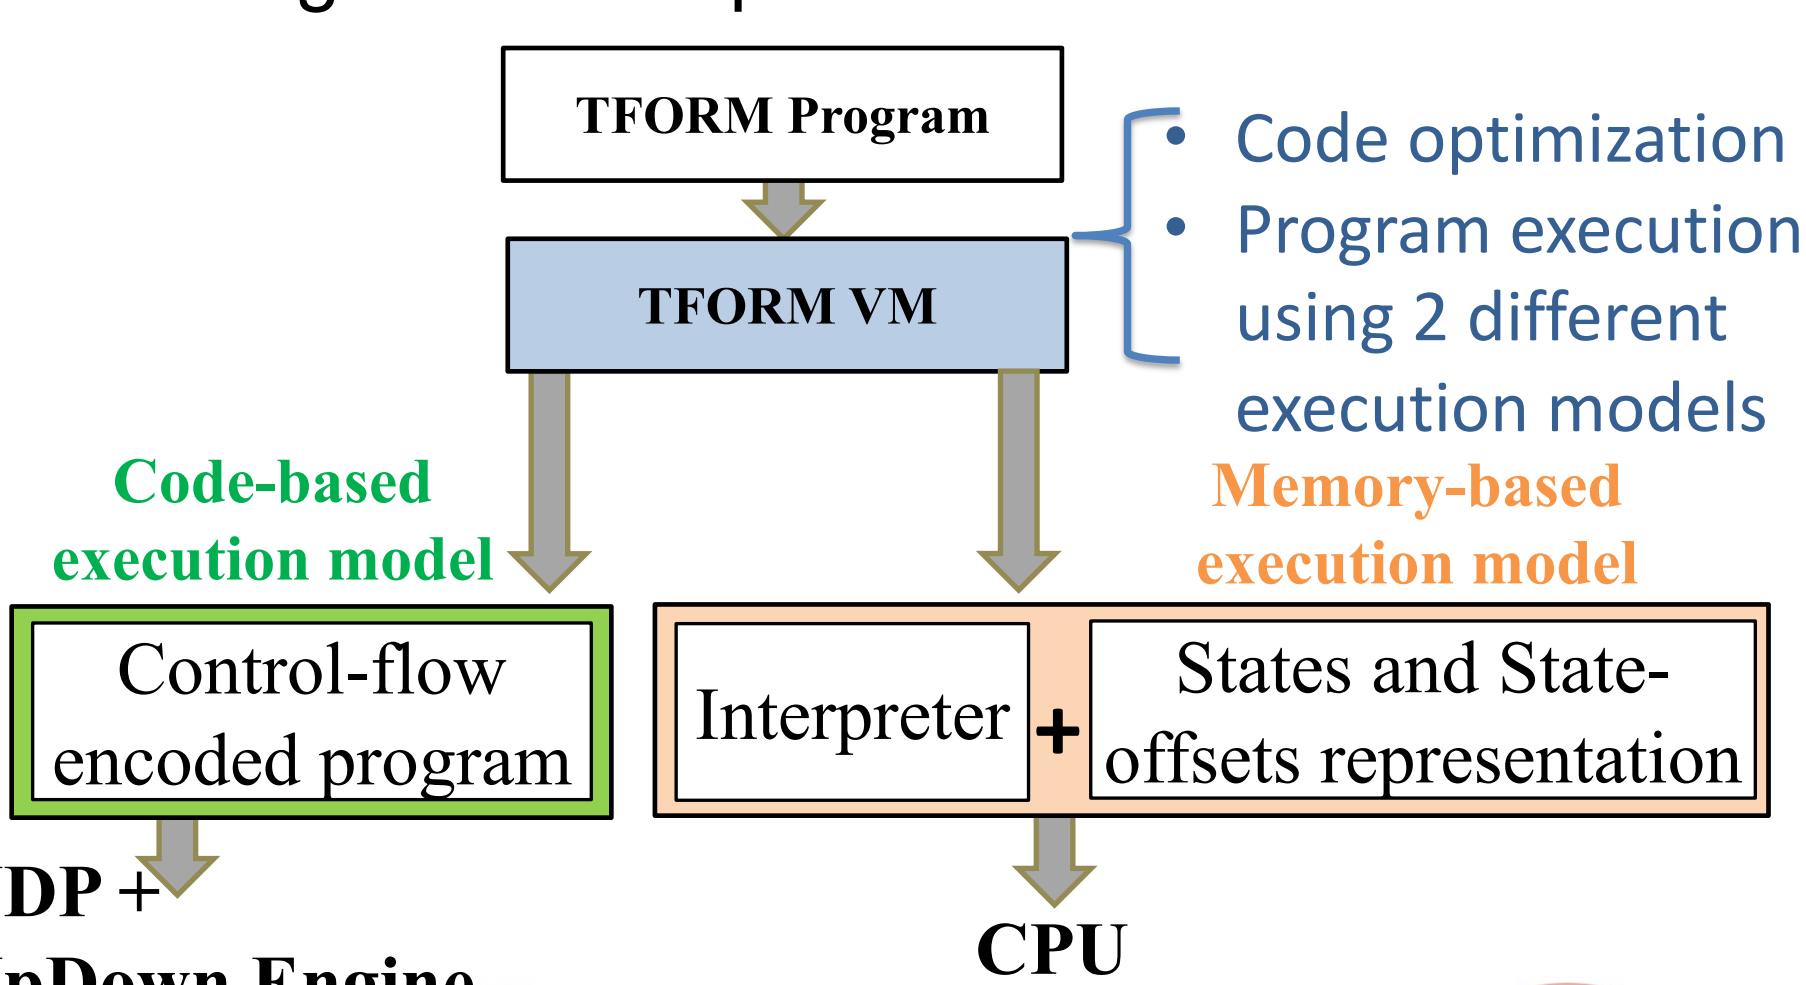 TFORM Program
• Code optimization
• Program execution
using 2 different
execution models
TFORM VM
Code-based
execution model
Memory-based
execution model
Control-flow
encoded program
Interpreter
+
States and State-
offsets representation
DP +
Engine
CPU